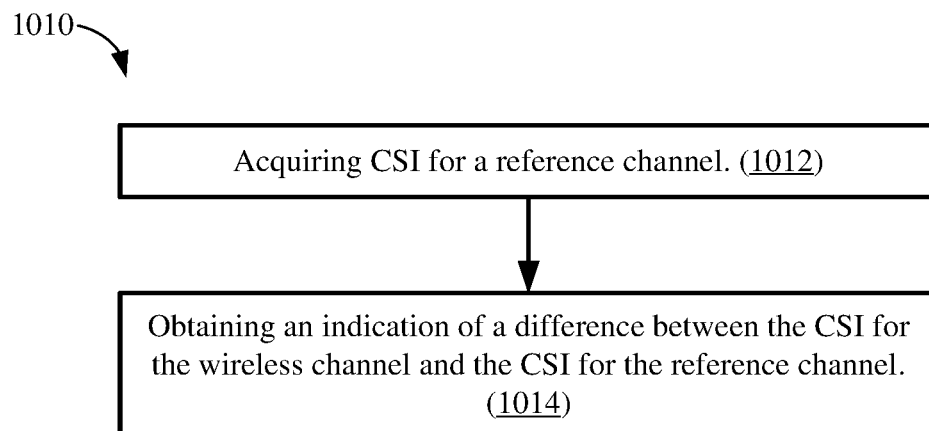 1010
Acquiring CSI for a reference channel. (1012)
Obtaining an indication of a difference between the CSI for
the wireless channel and the CSI for the reference channel.
(1014)